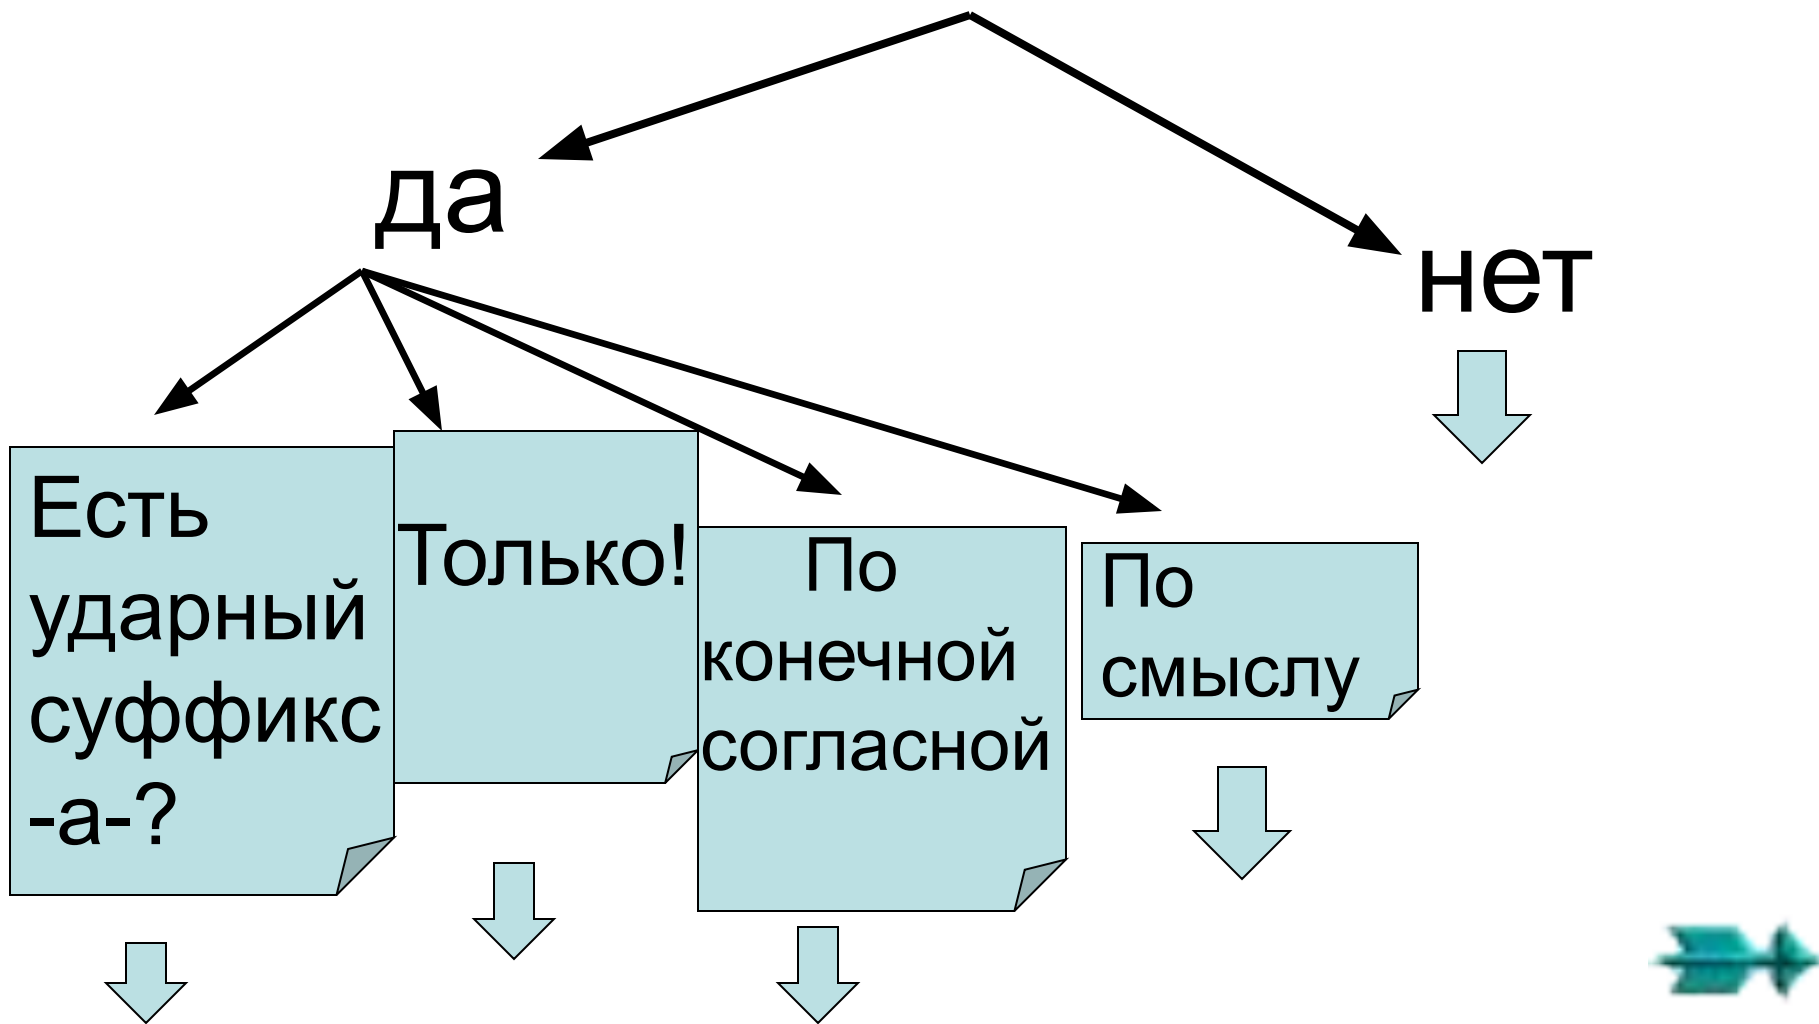 да
нет
Есть
ударный
суффикс
-а-?
Только!
По
конечной
согласной
По
смыслу